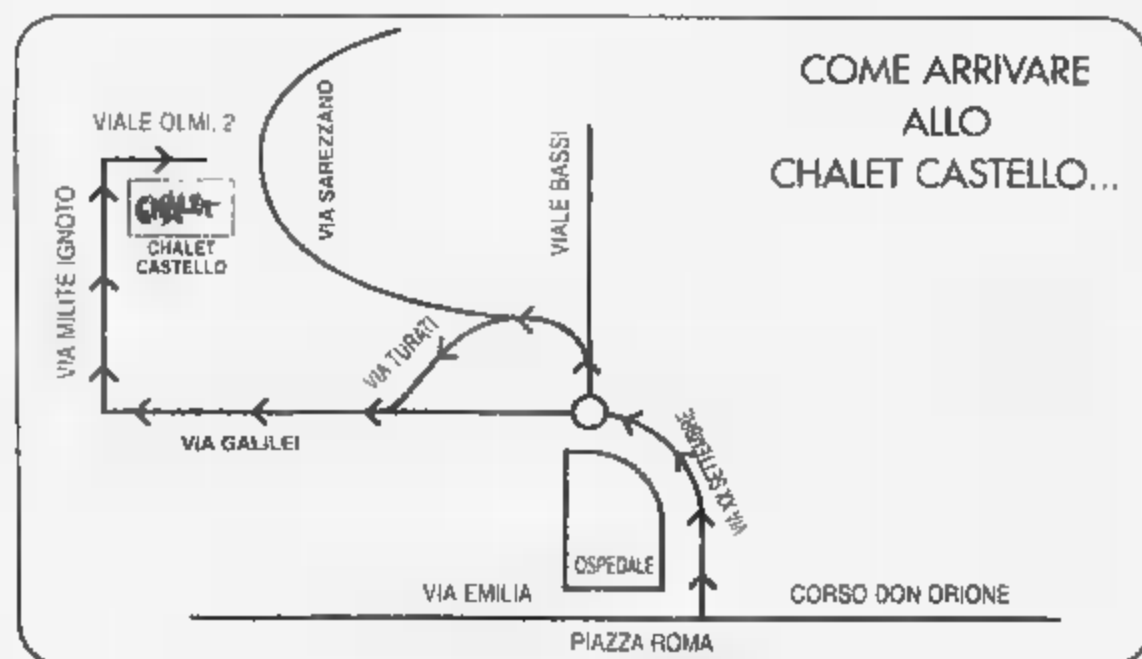 COME ARRIVARE
ALLO
CHALET CASTELLO...
VIALE OLMI, 2
VIA SAREZZANO
VIALE BASSI
VIA MILITE IGNOTO
CHALET
CHALET
CASTELLO
VIA TURATI
VIA GALILEI
VIA XX SETTEMBRE
OSPEDALE
VIA EMILIA
CORSO DON ORIONE
PIAZZA ROMA